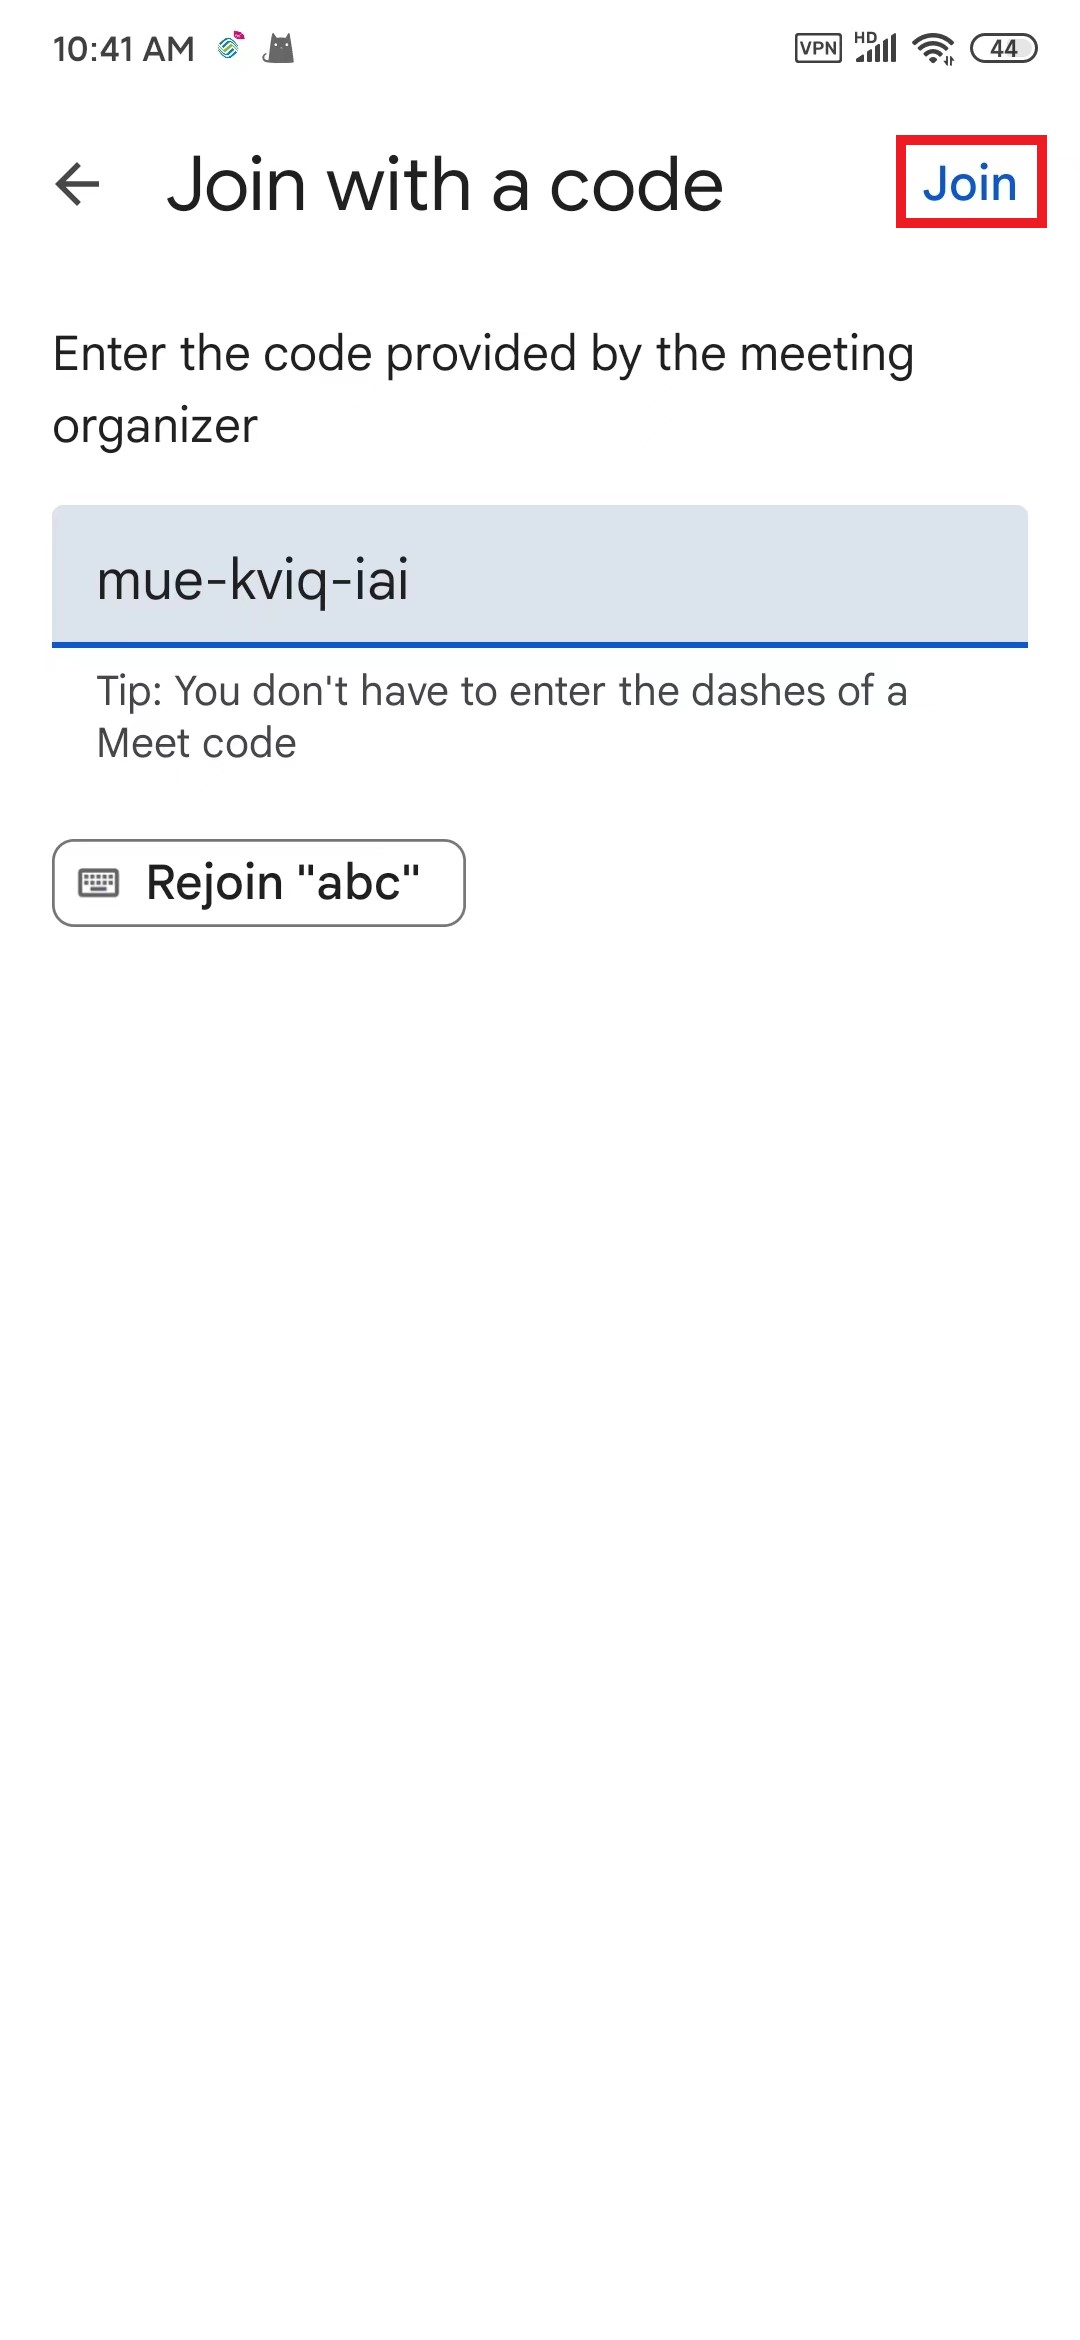 10:41 AM VPN HD 44
Join with a code Join
Enter the code provided by the meeting
organizer
mue-kviq-iai
Tip: You don't have to enter the dashes of a
Meet code
Rejoin "abc"